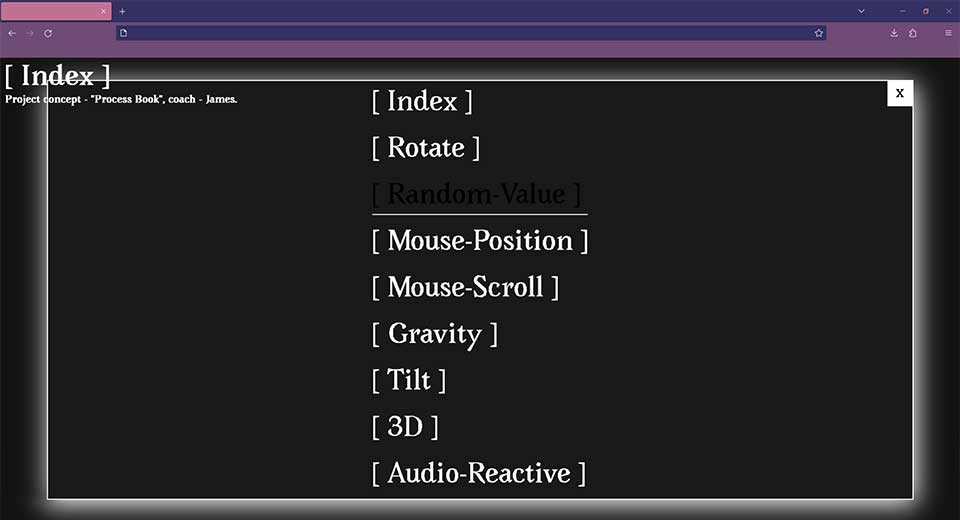 [ Index ]
Project concept - "Process Book", coach - James.
X
[ Index ]
[ Rotate ]
[ Random-Value ]
[ Mouse-Position ]
[ Mouse-Scroll ]
[ Gravity ]
[ Tilt ]
[ 3D ]
[ Audio-Reactive ]